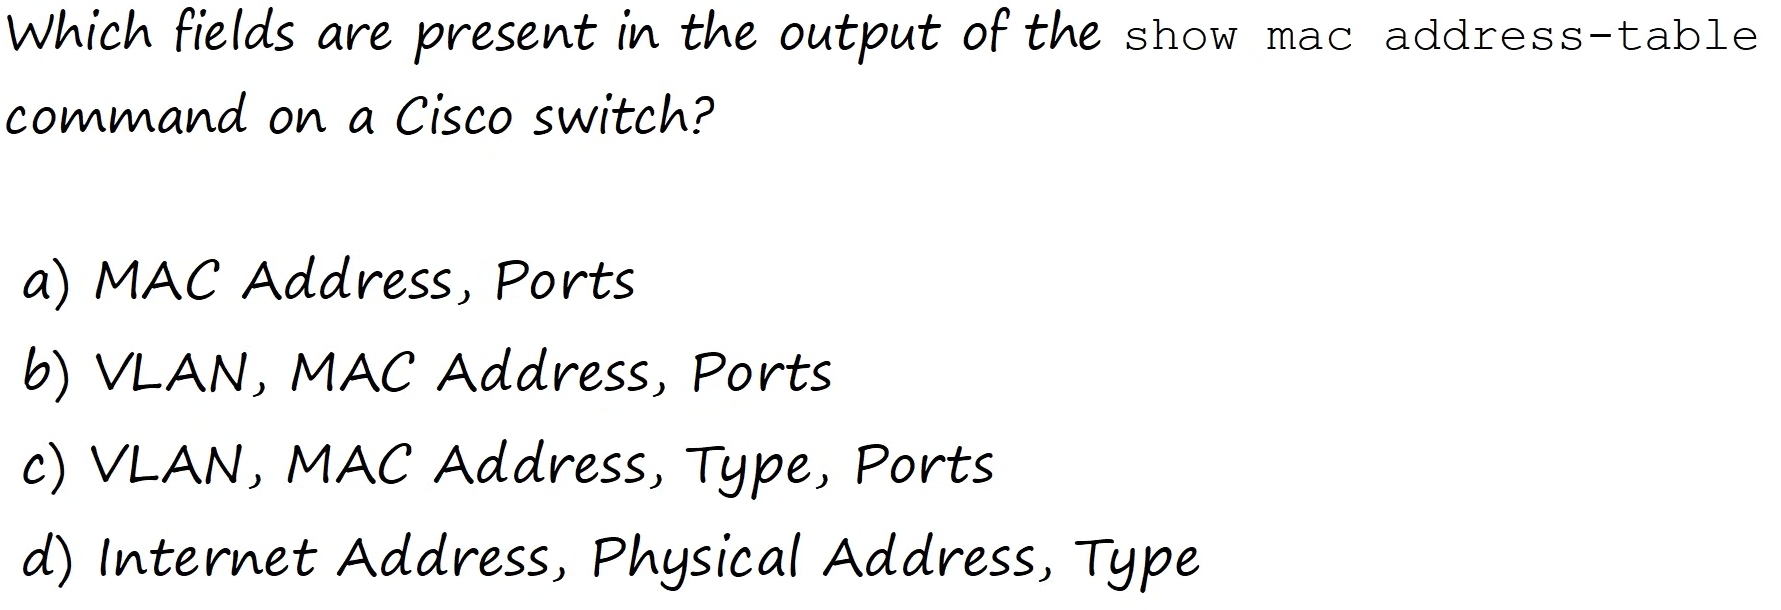 Which fields are present in the output of the show mac address-table
command on a Cisco switch?
a) MAC Address, Ports
b) VLAN, MAC Address, Ports
c) VLAN, MAC Address, Type, Ports
d) Internet Address, Physical Address, Type